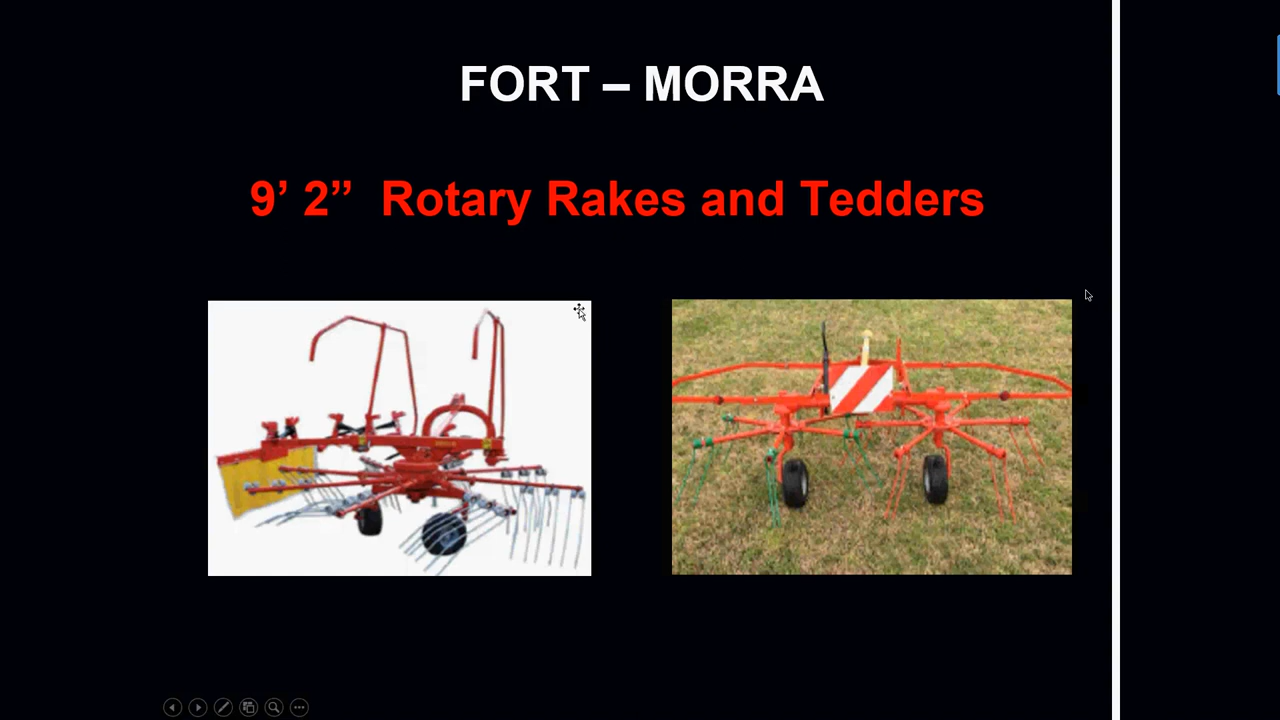 FORT – MORRA
9’ 2” Rotary Rakes and Tedders